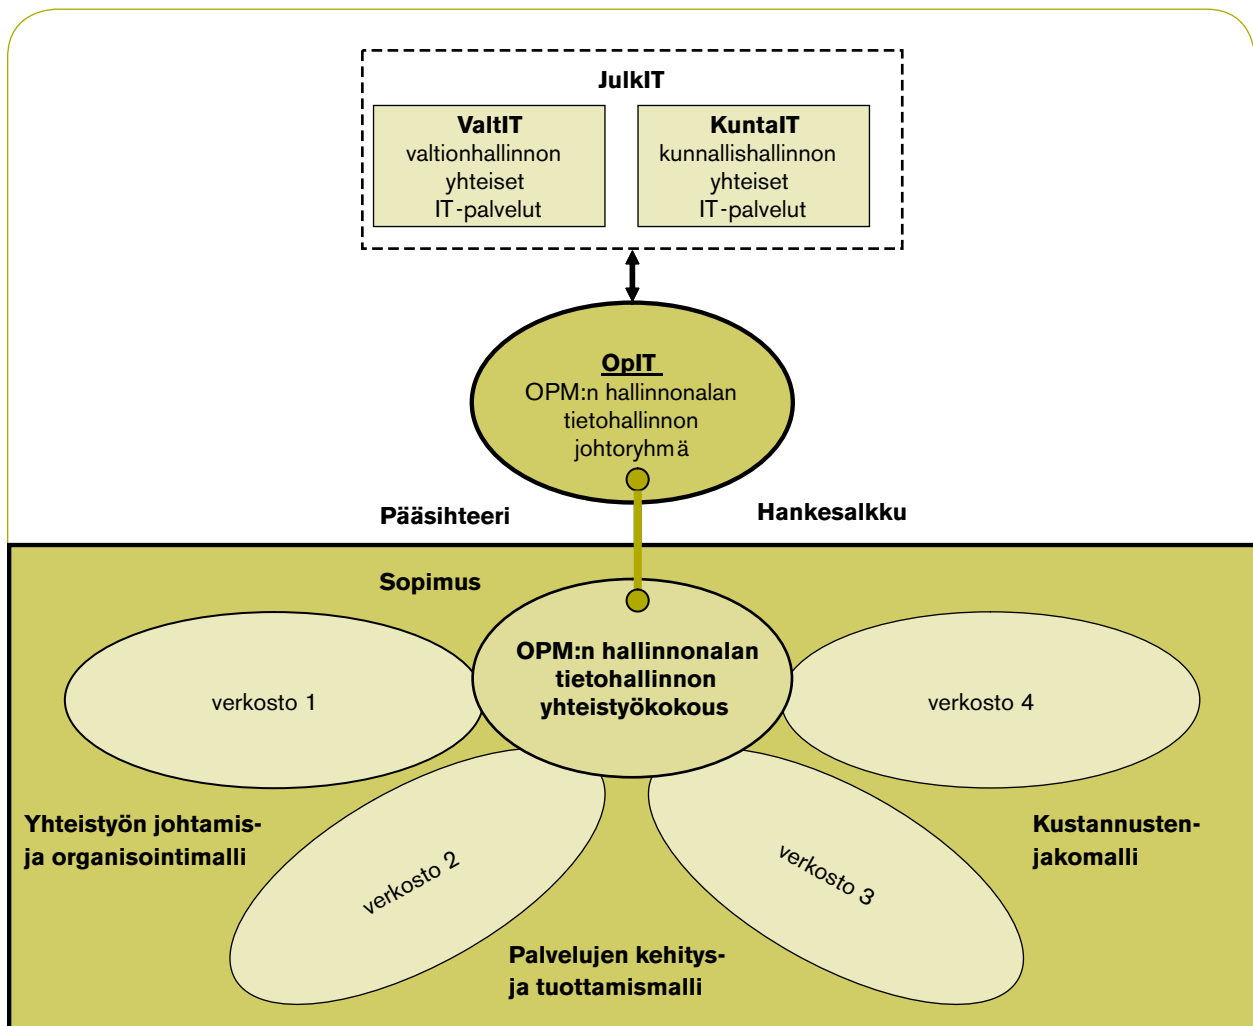 JulkIT
ValtIT
valtionhallinnon
yhteiset
IT-palvelut
KuntaIT
kunnallishallinnon
yhteiset
IT-palvelut
OpIT
OPM:n hallinnonalan
tietohallinnon
johtoryhmä
Pääsihteeri
Hankesalkku
Sopimus
OPM:n hallinnonalan
tietohallinnon
yhteistyökokous
verkosto 1
verkosto 4
Yhteistyön johtamis-
ja organisointimalli
Kustannusten-
jakomalli
verkosto 2
verkosto 3
Palvelujen kehitys-
ja tuottamismalli